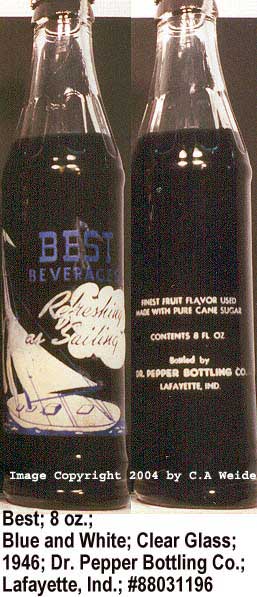 BEST
BEVERAGES
Refreshing
as Sailing
FINEST FRUIT FLAVOR USED
MADE WITH PURE CANE SUGAR
CONTENTS 8 FL OZ
Bottled by
DR. PEPPER BOTTLING CO.
LAFAYETTE, IND.
Image Copyright 2004 by C.A Weide
Best; 8 oz.;
Blue and White; Clear Glass;
1946; Dr. Pepper Bottling Co.;
Lafayette, Ind.; #88031196